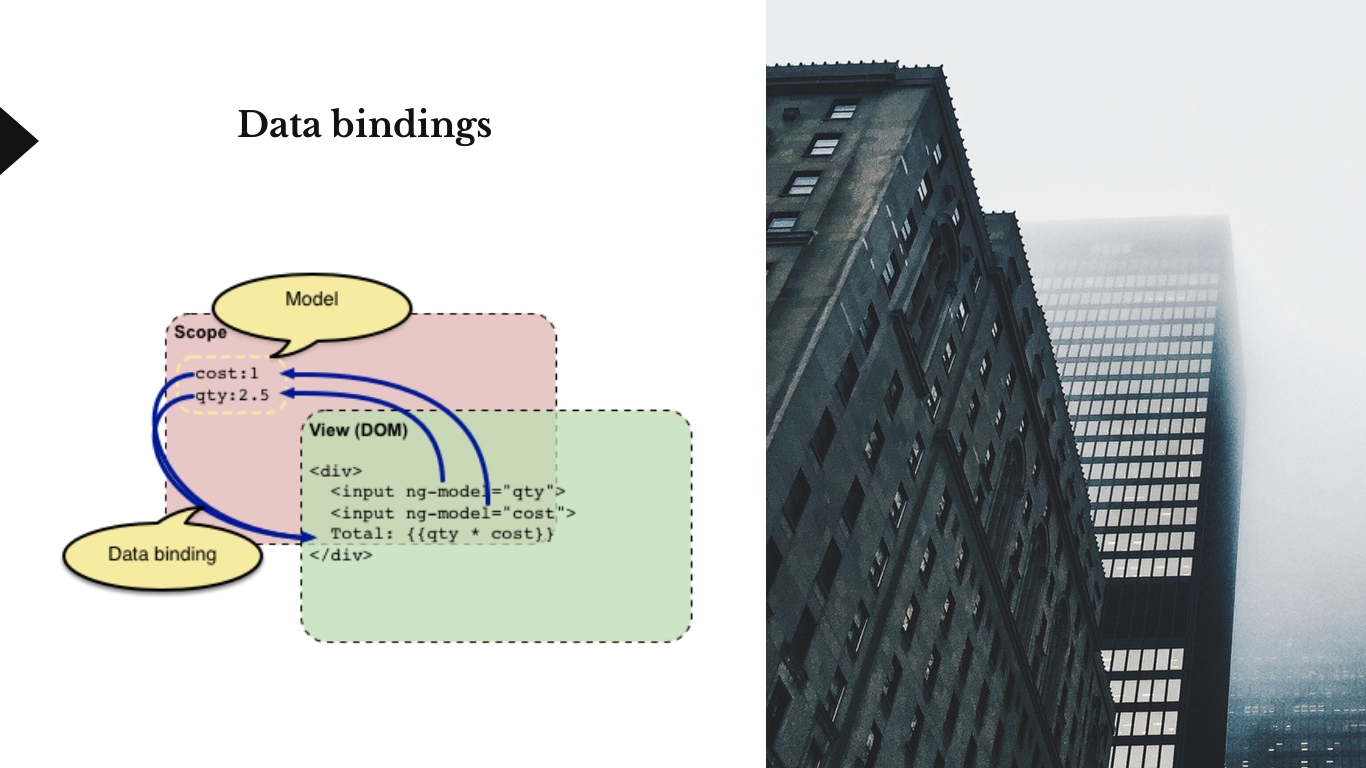 Data bindings
Model
Scope
cost:1
qty:2.5
View (DOM)
<div>
<input ng-model="qty">
<input ng-model="cost">
Total: {{qty * cost}}
</div>
Data binding